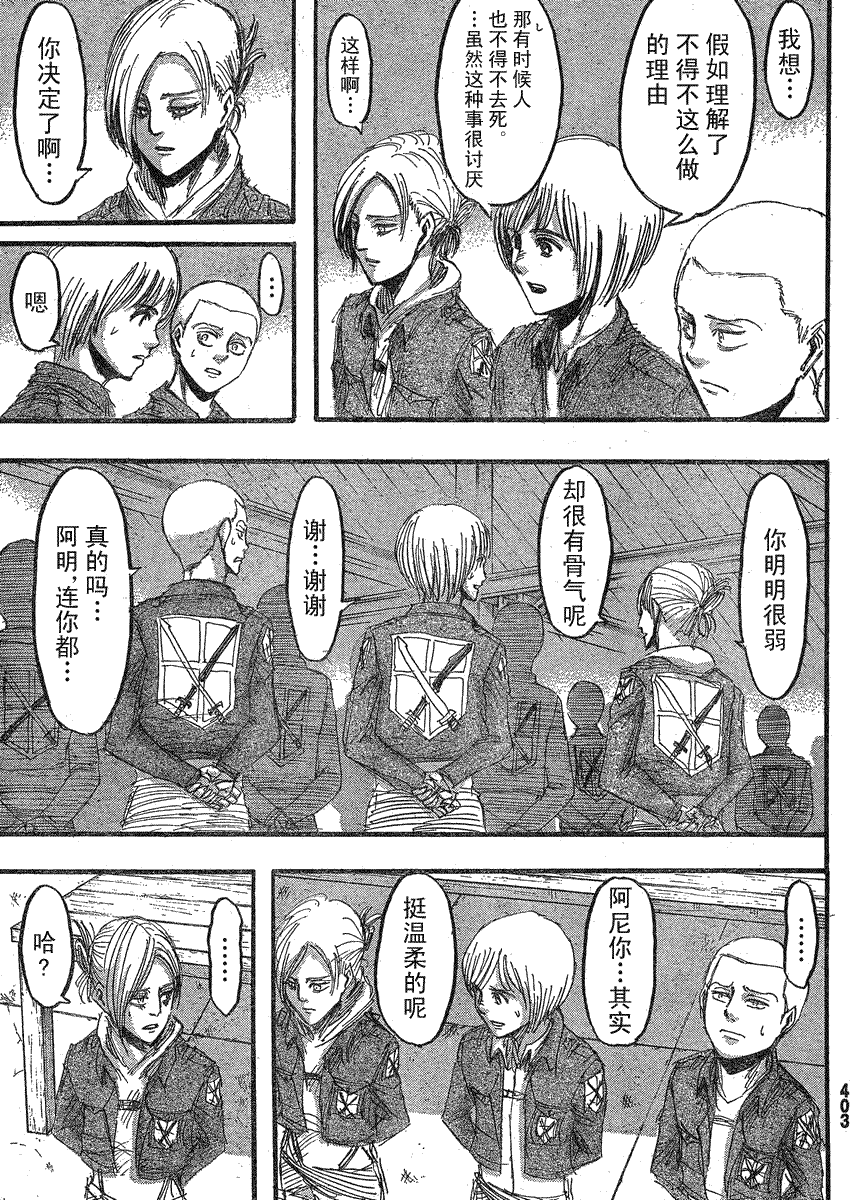 我想…
假如理解了
不得不这么做
的理由
那有时候人
也不得不去死。
…虽然这种事很讨厌
这样啊…
你决定了啊…
…
嗯
你明明很弱
却很有骨气呢
谢…谢谢
真的吗…
阿明,连你都…
……
阿尼你…其实
挺温柔的呢
……
哈?
403